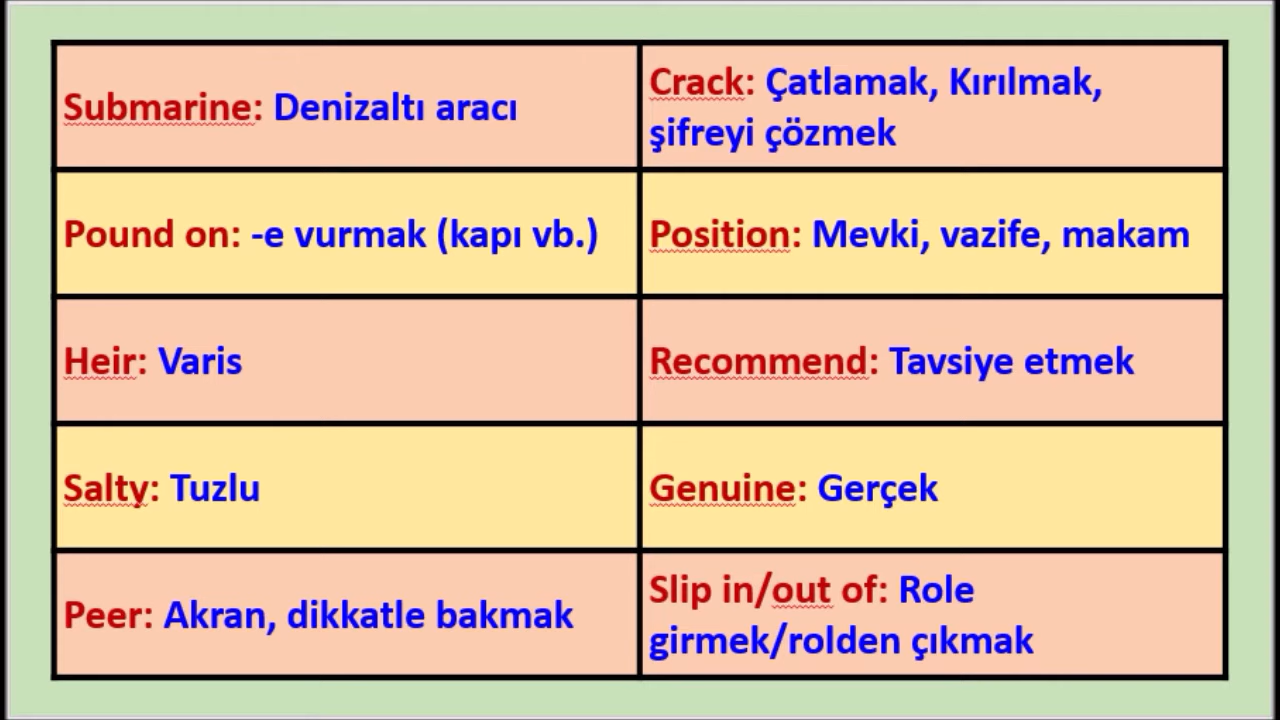 Submarine: Denizaltı aracı
Crack: Çatlamak, Kırılmak,
şifreyi çözmek
Pound on: -e vurmak (kapı vb.)
Position: Mevki, vazife, makam
Heir: Varis
Recommend: Tavsiye etmek
Salty: Tuzlu
Genuine: Gerçek
Peer: Akran, dikkatle bakmak
Slip in/out of: Role
girmek/rolden çıkmak